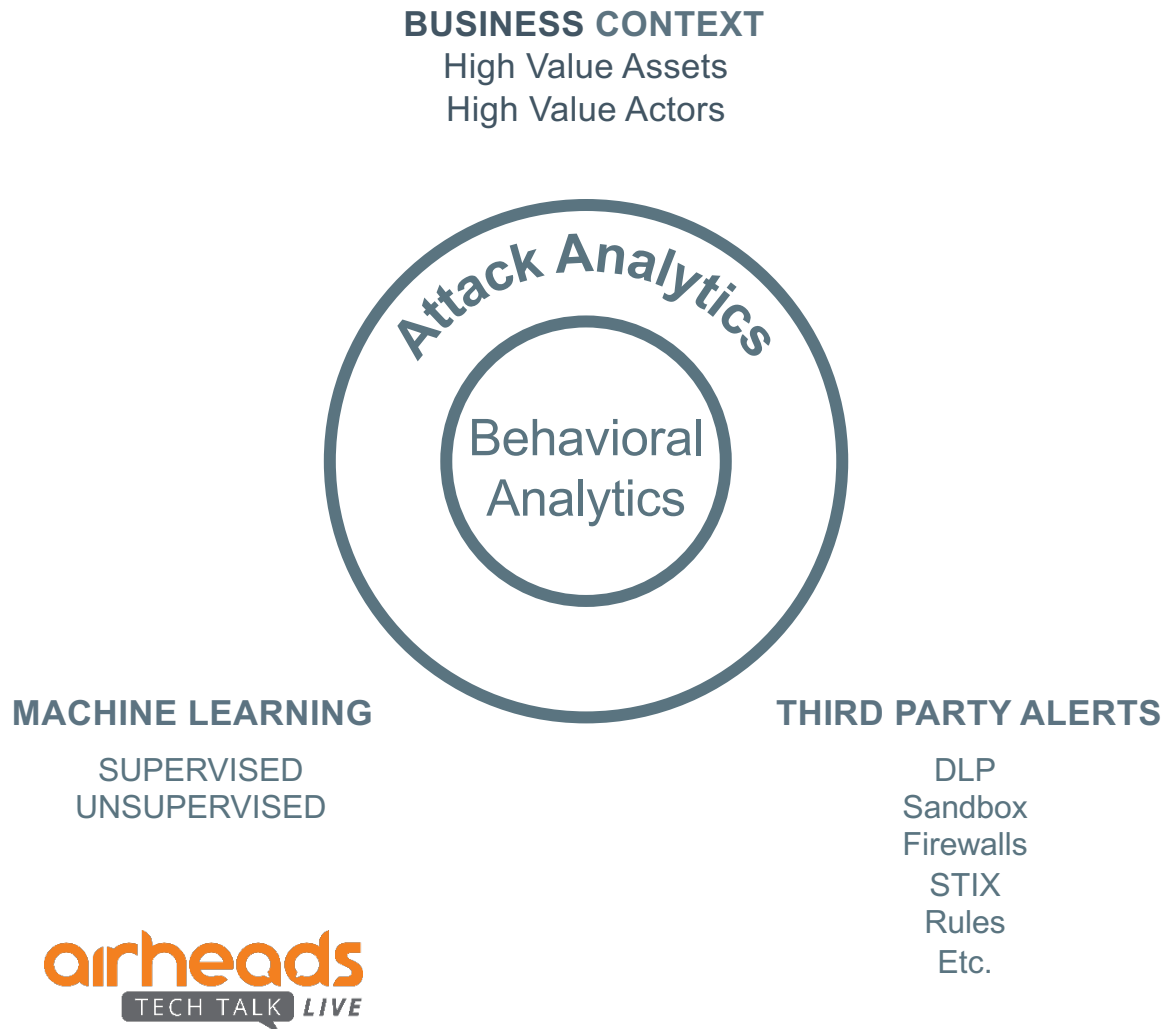 BUSINESS CONTEXT
High Value Assets
High Value Actors
Attack Analytics
Behavioral
Analytics
MACHINE LEARNING
SUPERVISED
UNSUPERVISED
THIRD PARTY ALERTS
DLP
Sandbox
Firewalls
STIX
Rules
Etc.
airheads
TECH TALK LIVE